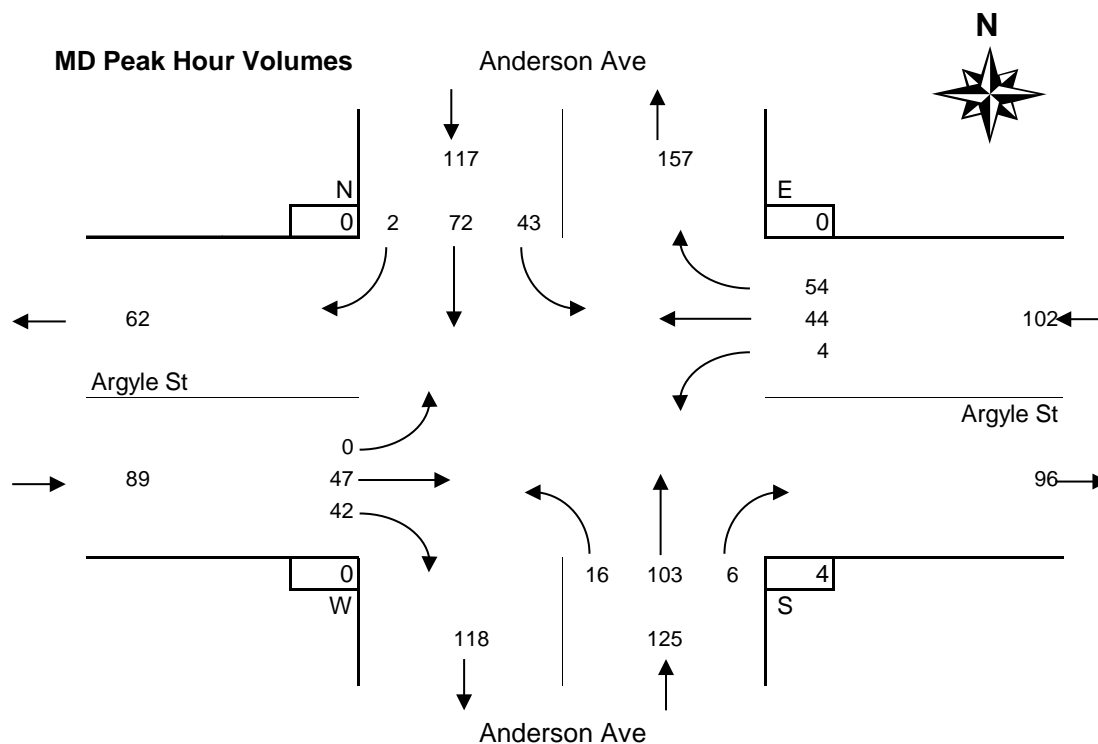 N
MD Peak Hour Volumes Anderson Ave
117 157
N E
0 2 72 43 0
54
62 44 102
4
Argyle St
Argyle St
0
89 47 96
42
0 16 103 6 4
W S
118 125
Anderson Ave